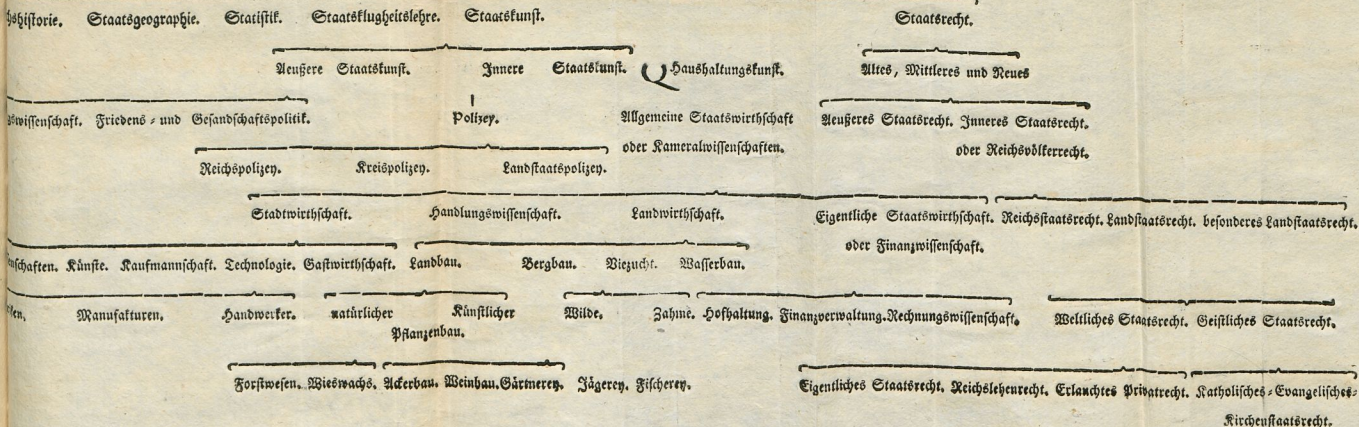 Staatsgeographie. Statistik. Staatsklugheitslehre. Staatskunst. Staatsrecht.
Aeußere Staatskunst. Innere Staatskunst. Haushaltungskunst. Altes, Mittleres und Neues
Friedens- und Gesandschaftspolitik. Polizey. Allgemeine Staatswirthschaft Aeußeres Staatsrecht. Inneres Staatsrecht.
oder Kameralwissenschaften. oder Reichsvölkerrecht.
Reichspolizey. Kreispolizey. Landstaatspolizey.
Stadtwirthschaft. Handlungswissenschaft. Landwirthschaft. Eigentliche Staatswirthschaft. Reichsstaatsrecht. Landstaatsrecht. besonderes Landstaatsrecht.
oder Finanzwissenschaft.
Künste. Kaufmannschaft. Technologie. Gastwirthschaft. Landbau. Bergbau. Viezucht. Wasserbau.
Manufakturen. Handwerker. natürlicher Künstlicher Wilde. Zahme. Hofhaltung. Finanzverwaltung. Rechnungswissenschaft. Weltliches Staatsrecht. Geistliches Staatsrecht.
Pflanzenbau.
Forstwesen. Wieswachs. Ackerbau. Weinbau. Gärtnerey. Jägerey. Fischerey. Eigentliches Staatsrecht. Reichslehenrecht. Erlauchtes Privatrecht. Katholisches-Evangelisches-
Kirchenstaatsrecht.